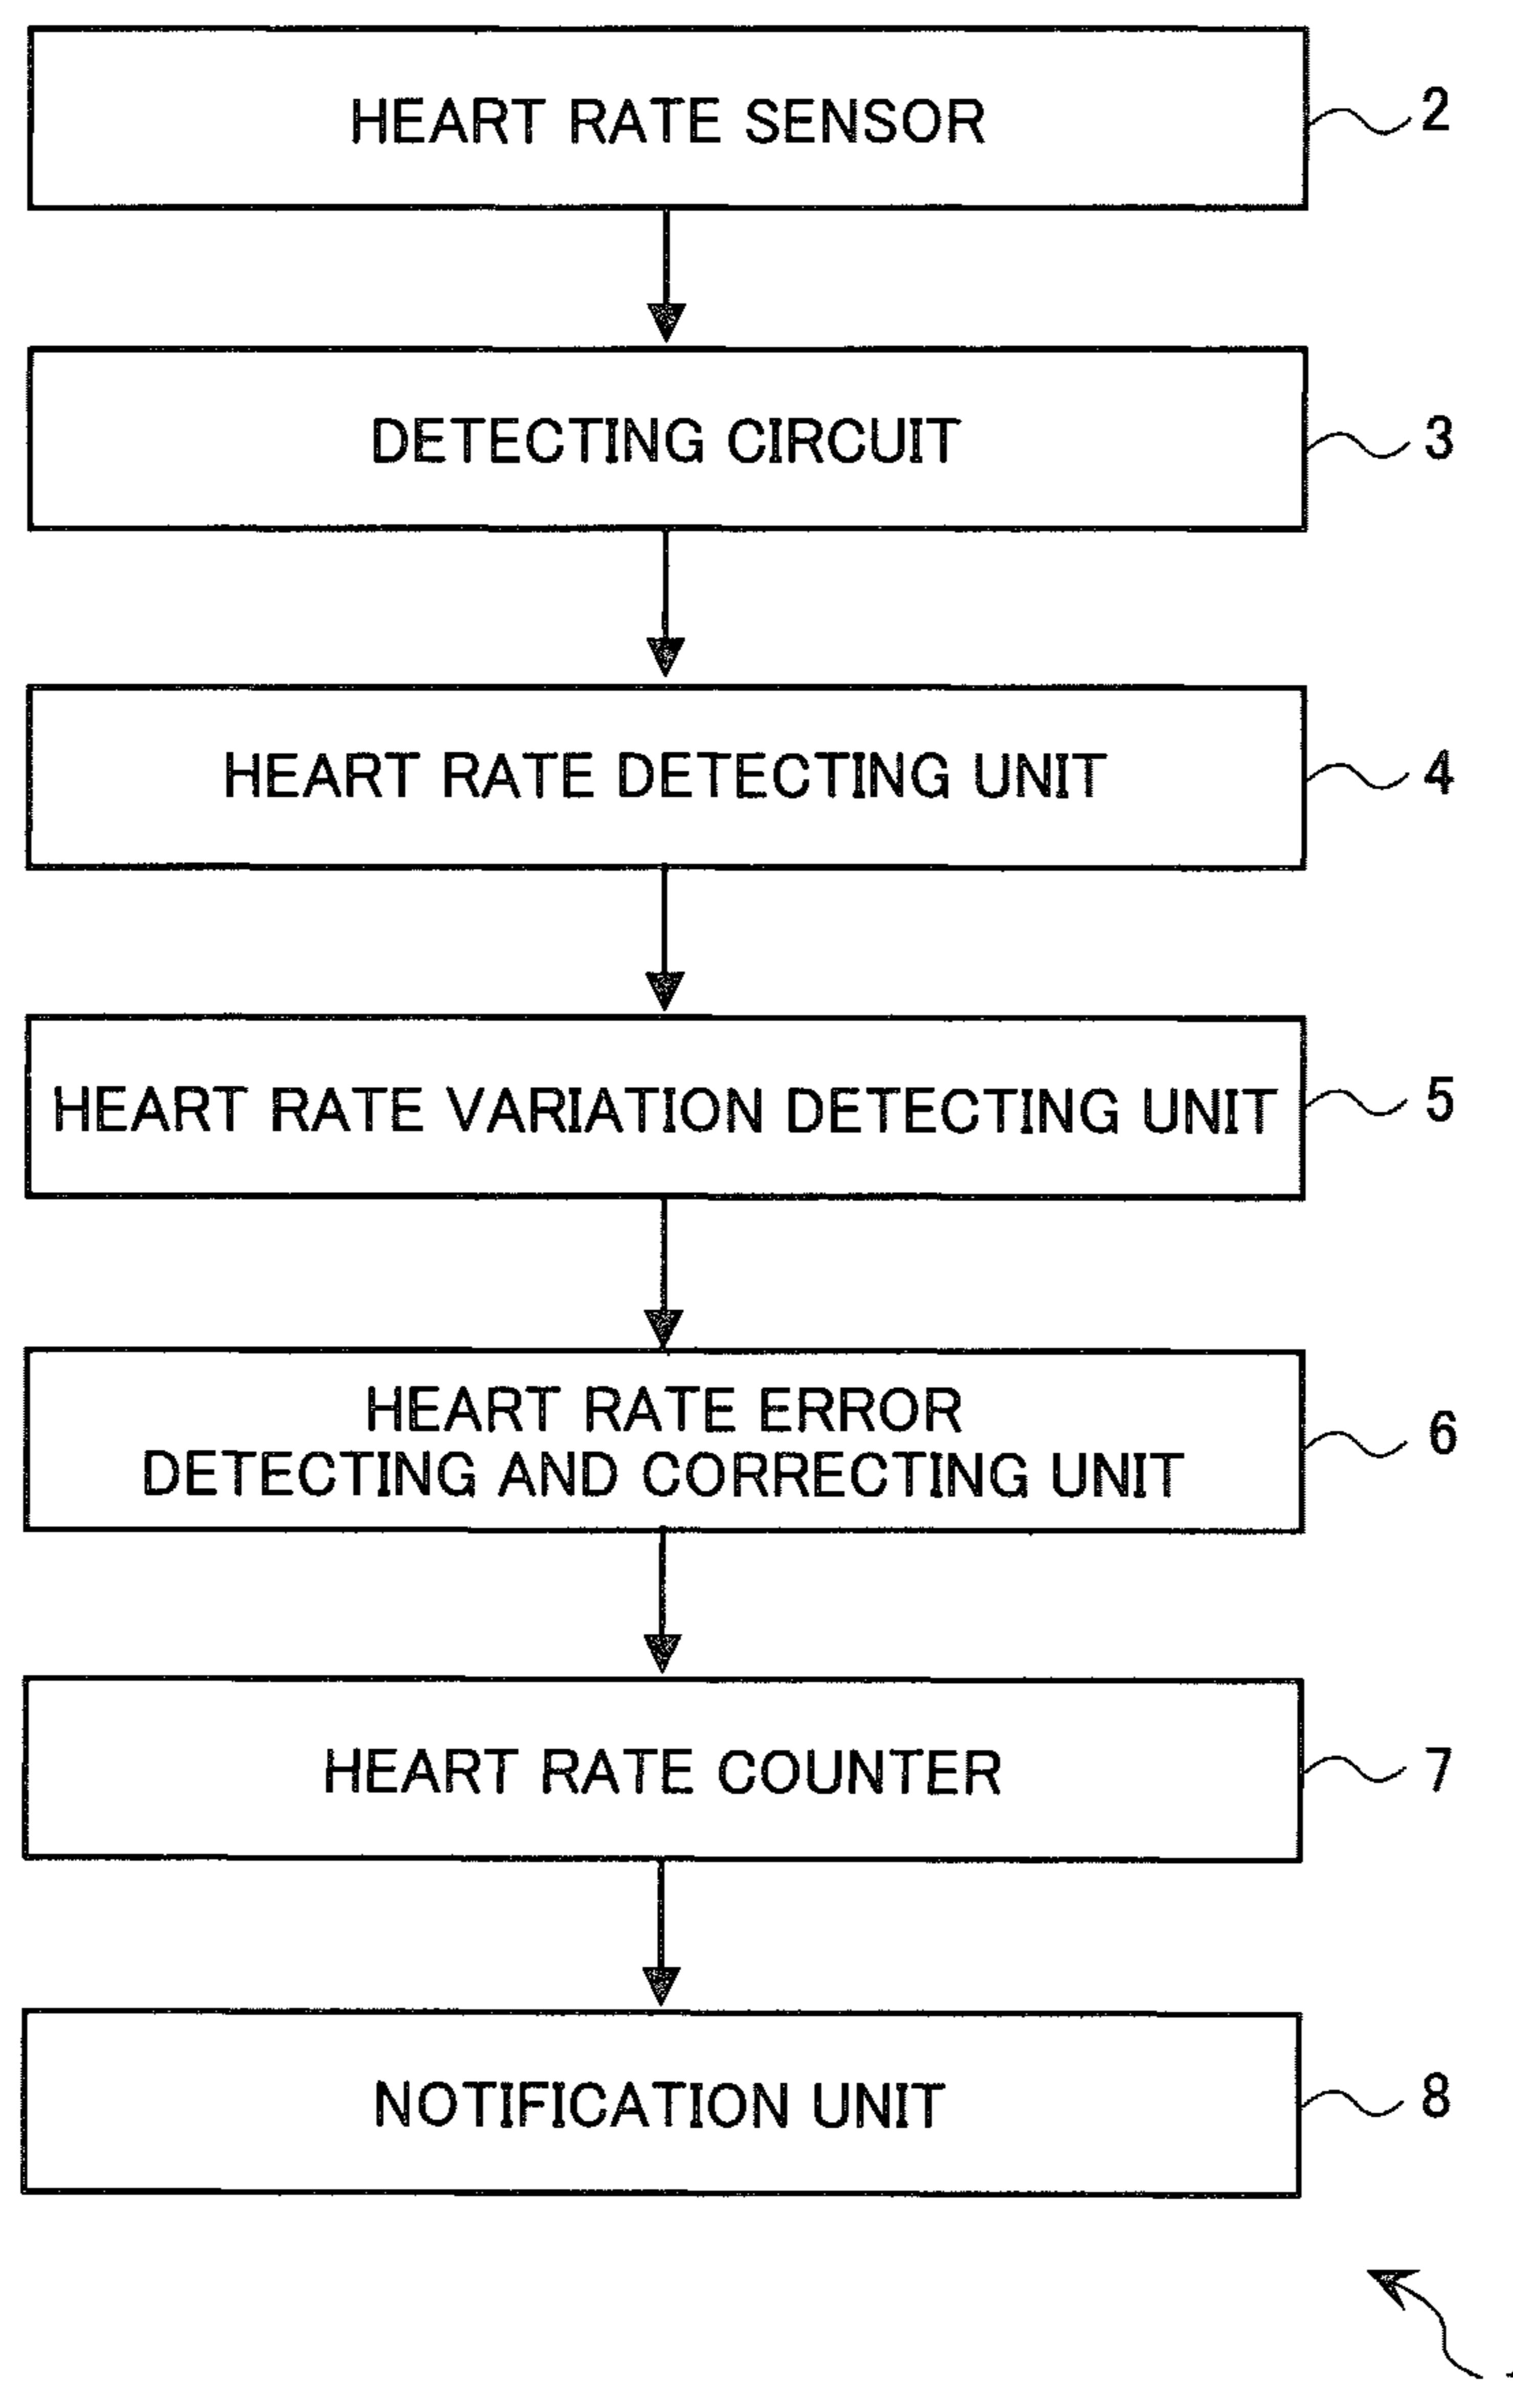 HEART RATE SENSOR
2
DETECTING CIRCUIT
3
HEART RATE DETECTING UNIT
4
HEART RATE VARIATION DETECTING UNIT
5
HEART RATE ERROR
DETECTING AND CORRECTING UNIT
6
HEART RATE COUNTER
7
NOTIFICATION UNIT
8